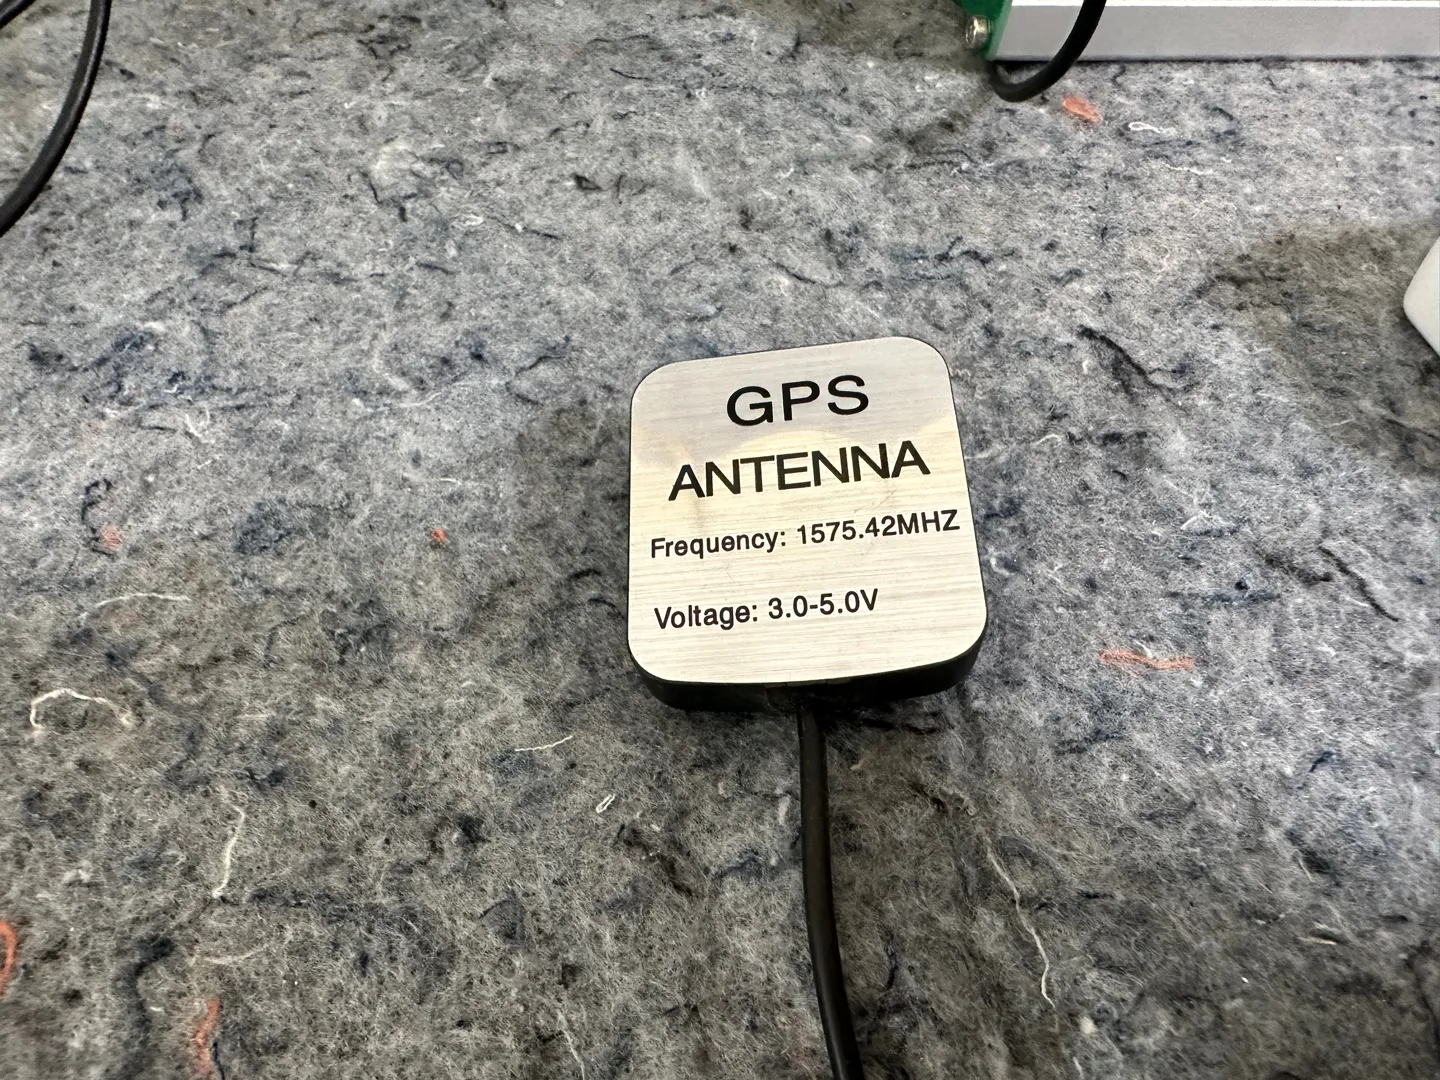 GPS
ANTENNA
Frequency: 1575.42MHZ
Voltage: 3.0-5.0V